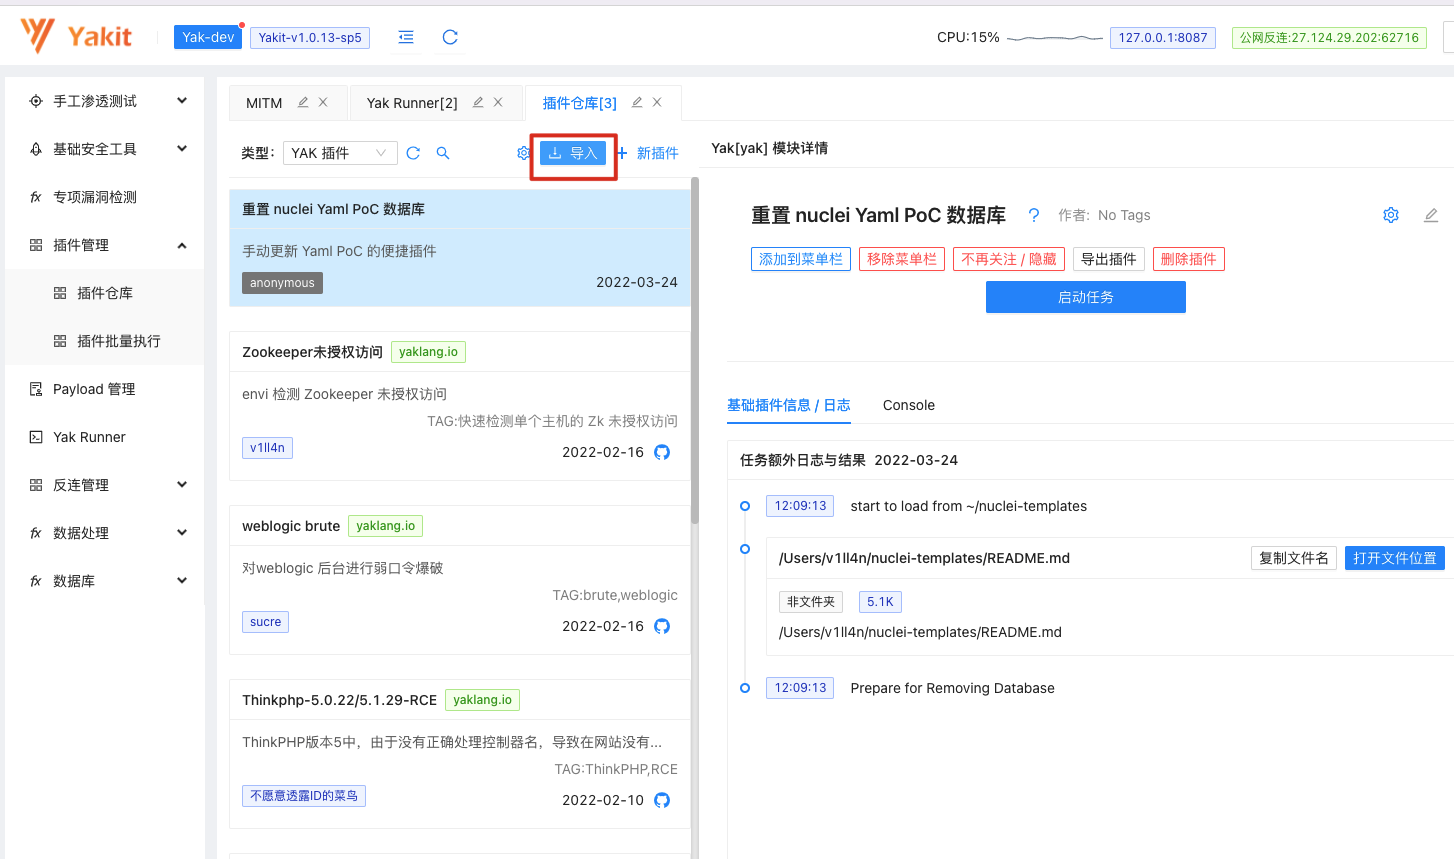 Yakit
Yak-dev
Yakit-v1.0.13-sp5
CPU:15%
127.0.0.1:8087
公网反连:27.124.29.202:62716
手工渗透测试
基础安全工具
专项漏洞检测
插件管理
插件仓库
插件批量执行
Payload 管理
Yak Runner
反连管理
数据处理
数据库
MITM
Yak Runner[2]
插件仓库[3]
类型:
YAK 插件
导入
新插件
重置 nuclei Yaml PoC 数据库
手动更新 Yaml PoC 的便捷插件
anonymous
2022-03-24
Zookeeper未授权访问
yaklang.io
envi 检测 Zookeeper 未授权访问
TAG:快速检测单个主机的 Zk 未授权访问
v1ll4n
2022-02-16
weblogic brute
yaklang.io
对weblogic 后台进行弱口令爆破
TAG:brute,weblogic
sucre
2022-02-16
Thinkphp-5.0.22/5.1.29-RCE
yaklang.io
ThinkPHP版本5中，由于没有正确处理控制器名，导致在网站没有...
TAG:ThinkPHP,RCE
不愿意透露ID的菜鸟
2022-02-10
Yak[yak] 模块详情
重置 nuclei Yaml PoC 数据库
作者:
No Tags
添加到菜单栏
移除菜单栏
不再关注 / 隐藏
导出插件
删除插件
启动任务
基础插件信息 / 日志
Console
任务额外日志与结果
2022-03-24
12:09:13
start to load from ~/nuclei-templates
/Users/v1ll4n/nuclei-templates/README.md
复制文件名
打开文件位置
非文件夹
5.1K
/Users/v1ll4n/nuclei-templates/README.md
12:09:13
Prepare for Removing Database